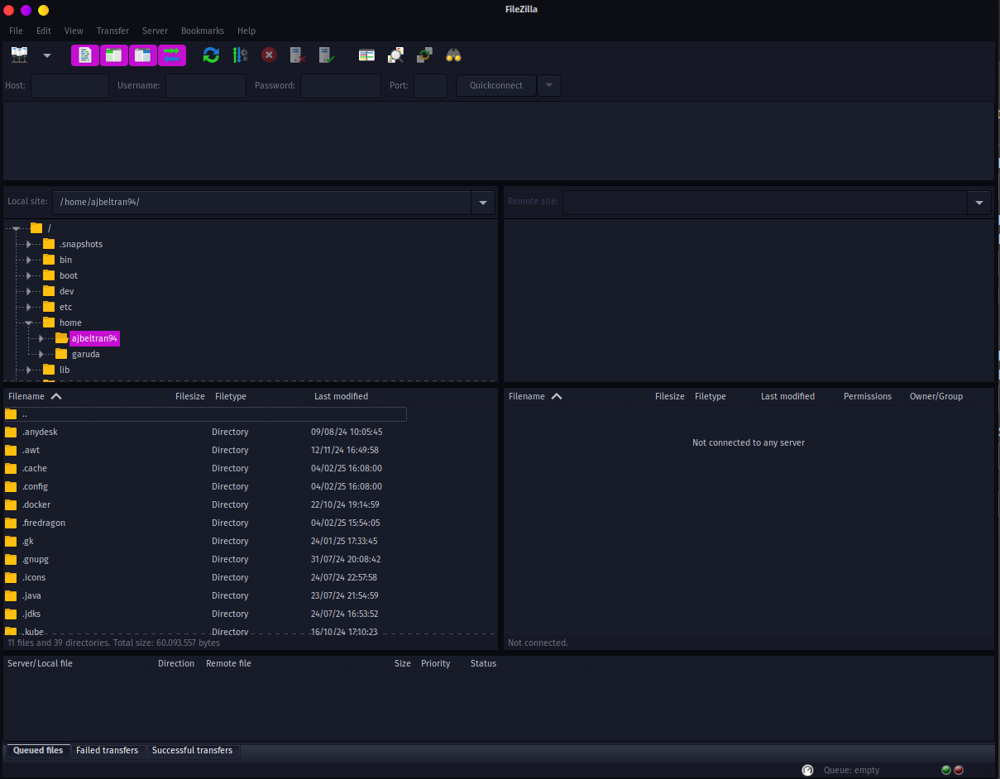 FileZilla
File Edit View Transfer Server Bookmarks Help
Host: Username: Password: Port: Quickconnect
Local site: /home/ajbeltran94/
Remote site:
/
.snapshots
bin
boot
dev
etc
home
ajbeltran94
garuda
lib
Filename Filesize Filetype Last modified
..
.anydesk Directory 09/08/24 10:05:45
.awt Directory 12/11/24 16:49:58
.cache Directory 04/02/25 16:08:00
.config Directory 04/02/25 16:08:00
.docker Directory 22/10/24 19:14:59
.firedragon Directory 04/02/25 15:54:05
.gk Directory 24/01/25 17:33:45
.gnupg Directory 31/07/24 20:08:42
.icons Directory 24/07/24 22:57:58
.java Directory 23/07/24 21:54:59
.jdks Directory 24/07/24 16:53:52
.kube Directory 16/10/24 17:10:23
11 files and 39 directories. Total size: 60.093.557 bytes
Filename Filesize Filetype Last modified Permissions Owner/Group
Not connected to any server
Not connected.
Server/Local file Direction Remote file Size Priority Status
Queued files Failed transfers Successful transfers
Queue: empty